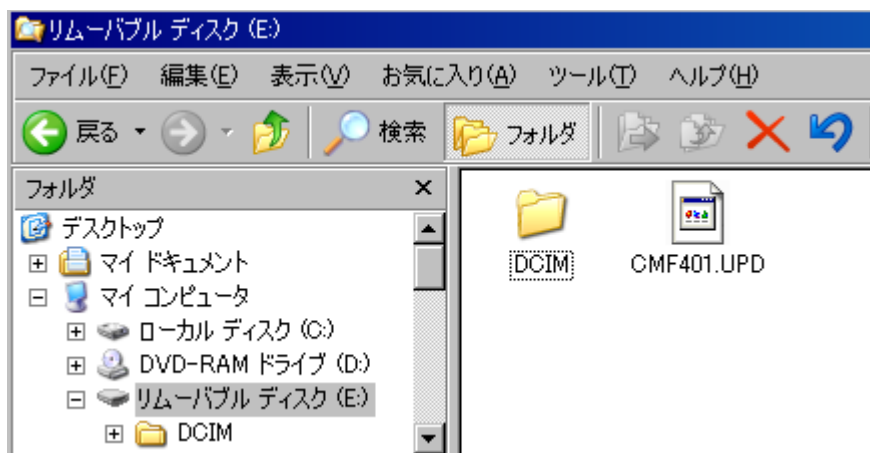 リムーバブル ディスク (E:)
ファイル(F) 編集(E) 表示(V) お気に入り(A) ツール(T) ヘルプ(H)
戻る 検索 フォルダ
フォルダ
デスクトップ
マイ ドキュメント
マイ コンピュータ
ローカル ディスク (C:)
DVD-RAM ドライブ (D:)
リムーバブル ディスク (E:)
DCIM
DCIM
CMF401.UPD